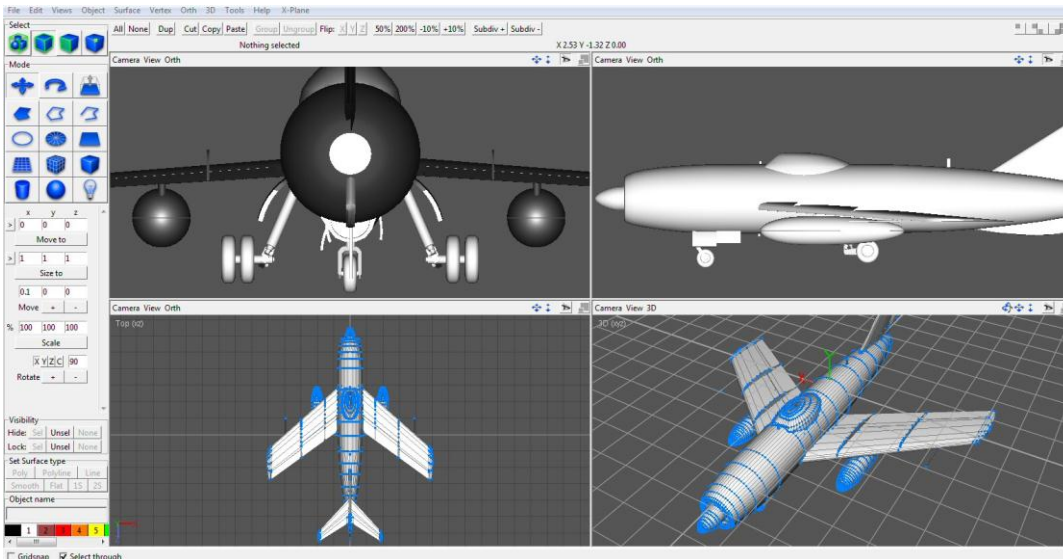 File Edit Views Object Surface Vertex Orth 3D Tools Help X-Plane
Select
All None Dup Cut Copy Paste Group Ungroup Flip: X Y Z 50% 200% -10% +10% Subdiv + Subdiv -
Nothing selected X 2.53 Y -1.32 Z 0.00
Mode
Camera View Orth
Camera View Orth
x y z
> 0 0 0
Move to
> 1 1 1
Size to
0.1 0 0
Move + -
% 100 100 100
Scale
X Y Z C 90
Rotate + -
Camera View Orth
Top (xz)
Camera View 3D
3D (xyz)
Visibility
Hide: Sel Unsel None
Lock: Sel Unsel None
Set Surface type
Poly Polyline Line
Smooth Flat 1S 2S
Object name
1 2 3 4 5
Gridsnap Select through